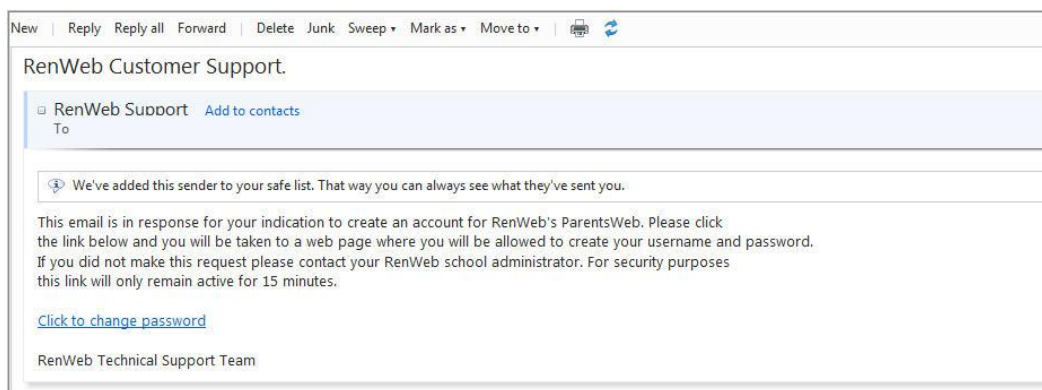 New | Reply Reply all Forward | Delete Junk Sweep Mark as Move to
RenWeb Customer Support.
RenWeb Support Add to contacts
To
We've added this sender to your safe list. That way you can always see what they've sent you.
This email is in response for your indication to create an account for RenWeb's ParentsWeb. Please click
the link below and you will be taken to a web page where you will be allowed to create your username and password.
If you did not make this request please contact your RenWeb school administrator. For security purposes
this link will only remain active for 15 minutes.
Click to change password
RenWeb Technical Support Team